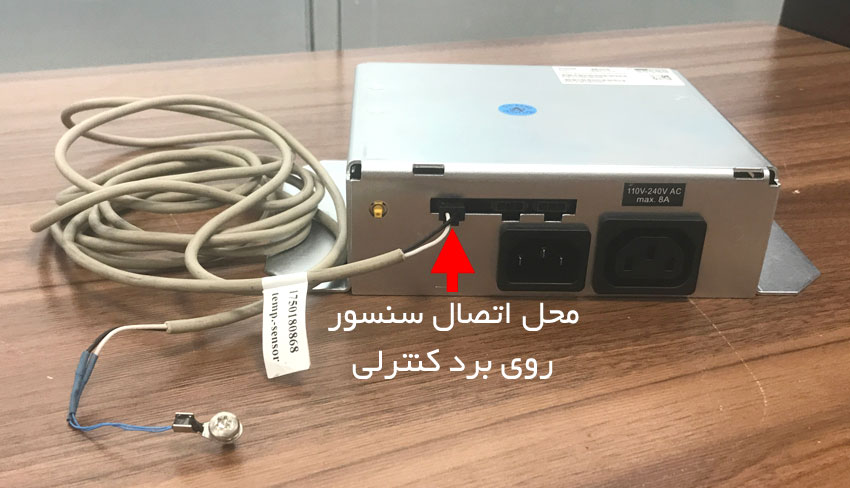 110V-240V AC
max. 8A
محل اتصال سنسور
روی برد کنترلی
1750180868
temp.-sensor